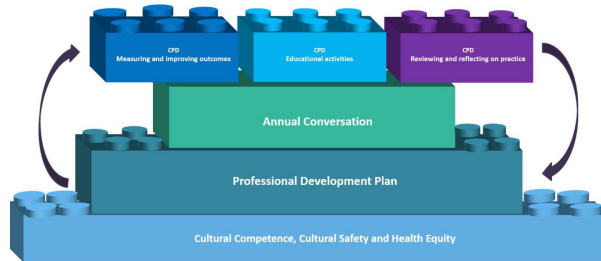 CPD
Measuring and improving outcomes
CPD
Educational activities
CPD
Reviewing and reflecting on practice
Annual Conversation
Professional Development Plan
Cultural Competence, Cultural Safety and Health Equity